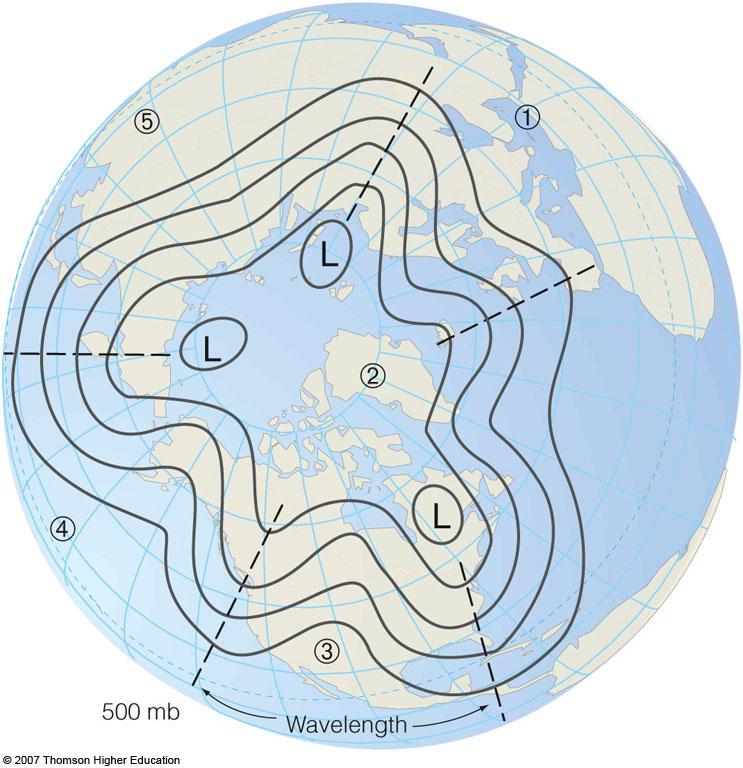 ①
⑤
L
L
②
L
④
③
500 mb
Wavelength
© 2007 Thomson Higher Education